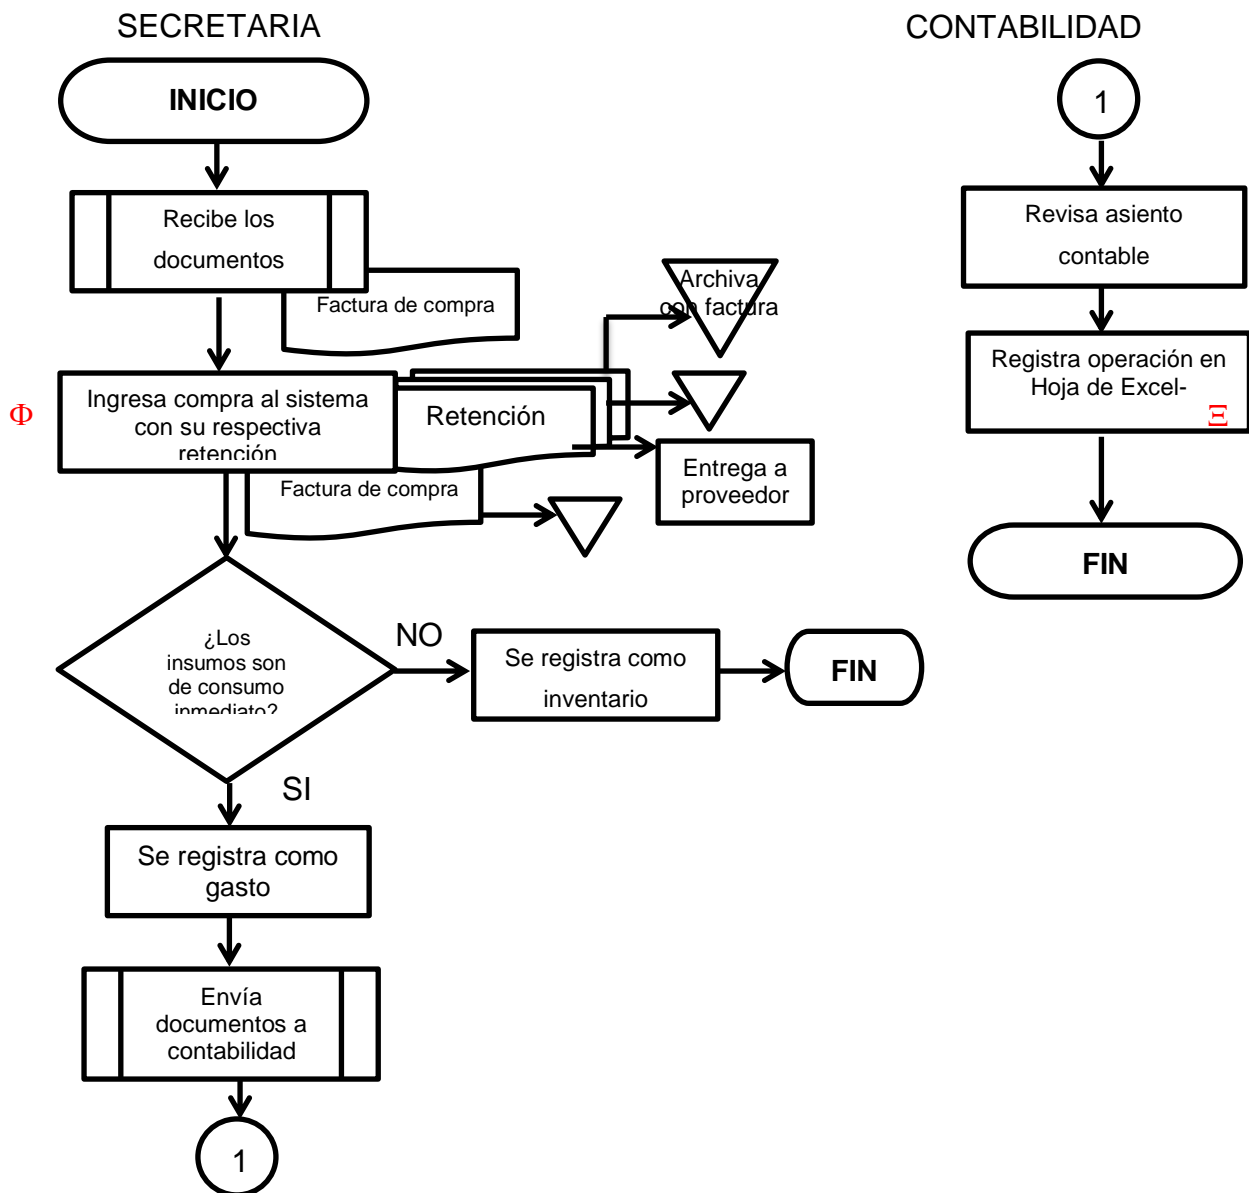 SECRETARIA
INICIO
Recibe los
documentos
Factura de compra
Archiva
con factura
Φ
Ingresa compra al sistema
con su respectiva
retención
Retención
Entrega a
proveedor
Factura de compra
¿Los
insumos son
de consumo
inmediato?
NO
Se registra como
inventario
FIN
SI
Se registra como
gasto
Envía
documentos a
contabilidad
1
CONTABILIDAD
1
Revisa asiento
contable
Registra operación en
Hoja de Excel-
Ξ
FIN